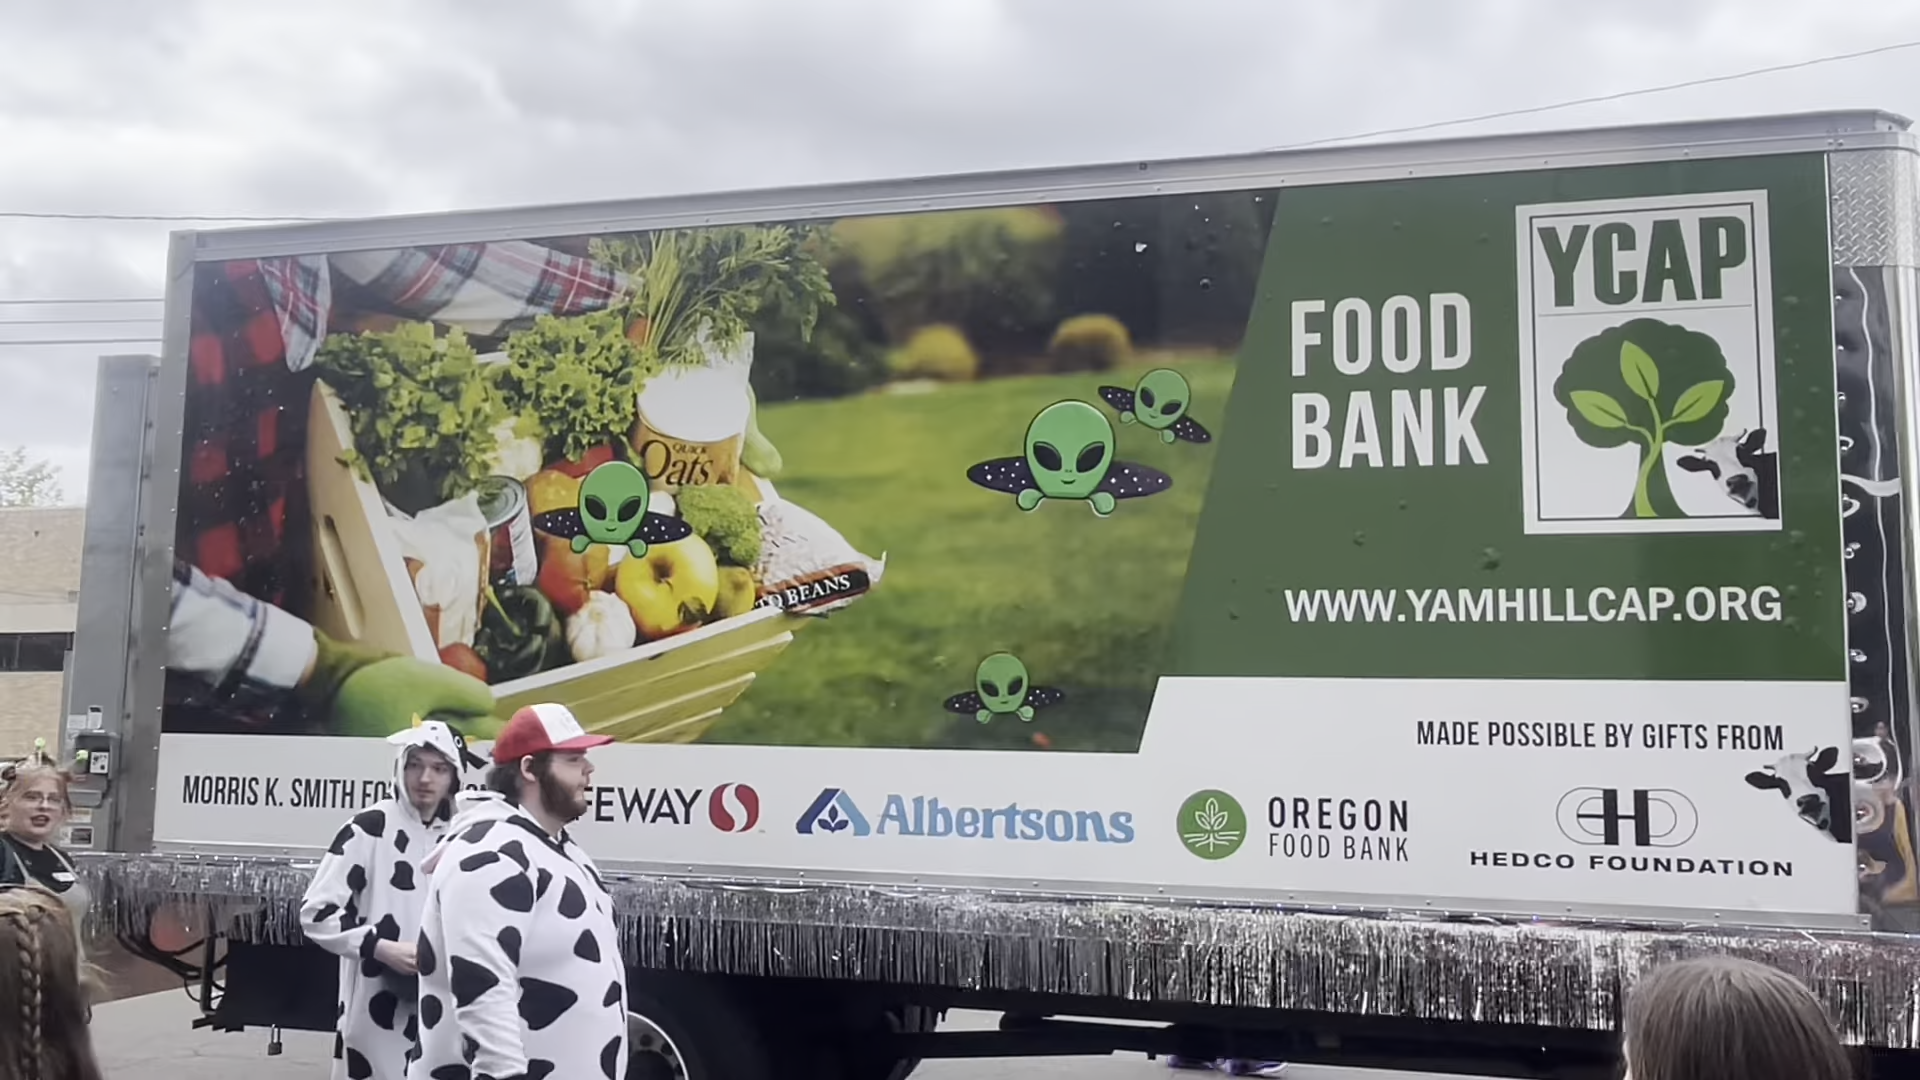 YCAP
FOOD
BANK
QUICK
Oats
BEANS
WWW.YAMHILLCAP.ORG
MADE POSSIBLE BY GIFTS FROM
MORRIS K. SMITH
Albertsons
OREGON
FOOD BANK
HEDCO FOUNDATION